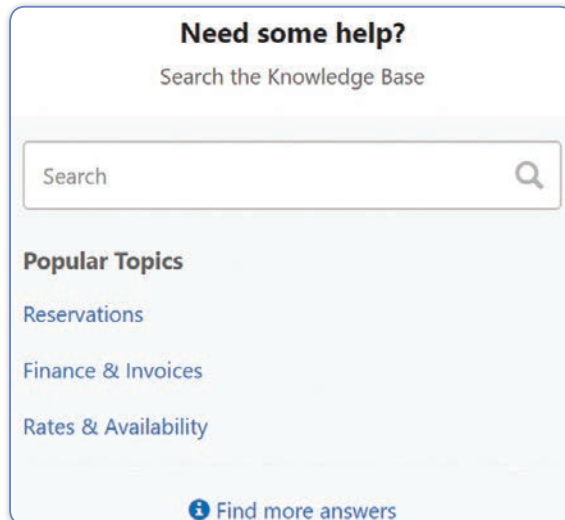 Need some help?
Search the Knowledge Base
Search
Popular Topics
Reservations
Finance & Invoices
Rates & Availability
Find more answers